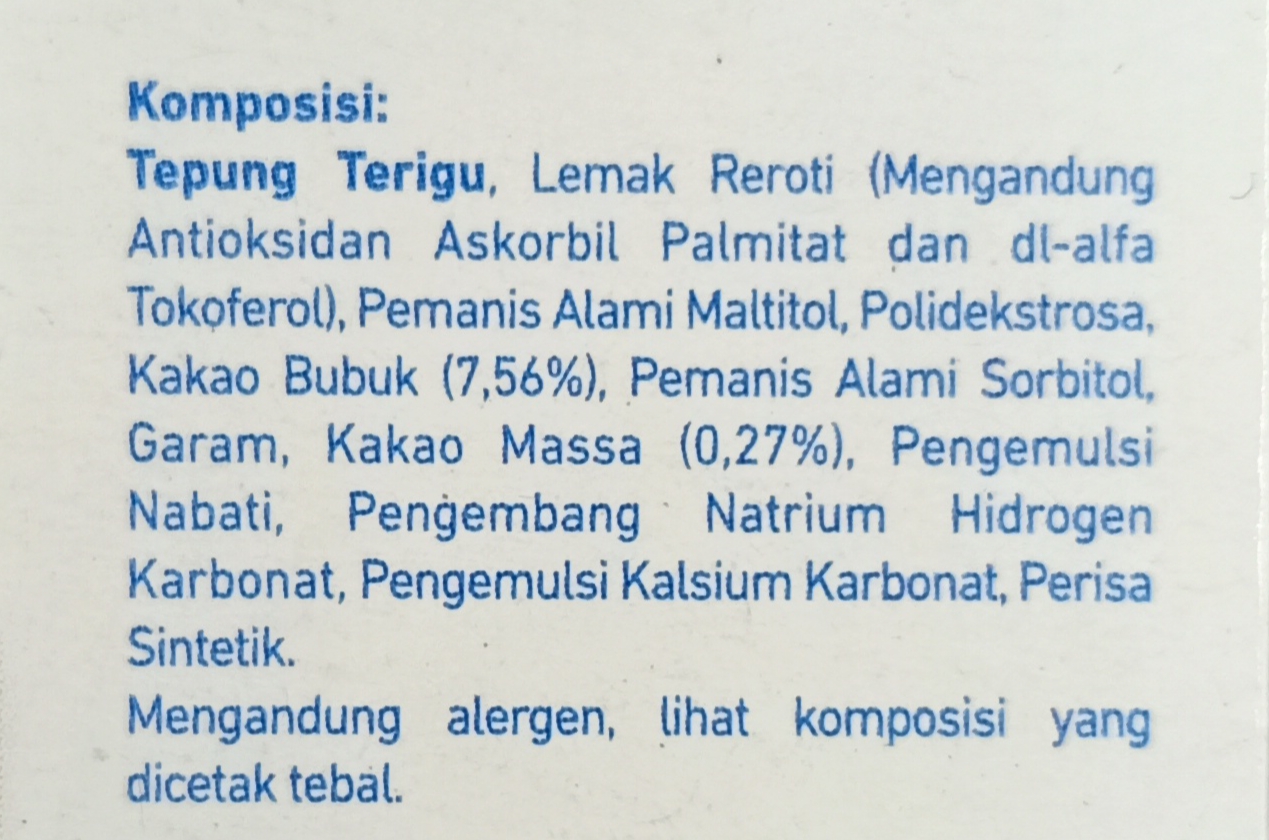 Komposisi:
Tepung Terigu, Lemak Reroti (Mengandung
Antioksidan Askorbil Palmitat dan dl-alfa
Tokoferol), Pemanis Alami Maltitol, Polidekstrosa,
Kakao Bubuk (7,56%), Pemanis Alami Sorbitol,
Garam, Kakao Massa (0,27%), Pengemulsi
Nabati, Pengembang Natrium Hidrogen
Karbonat, Pengemulsi Kalsium Karbonat, Perisa
Sintetik.
Mengandung alergen, lihat komposisi yang
dicetak tebal.